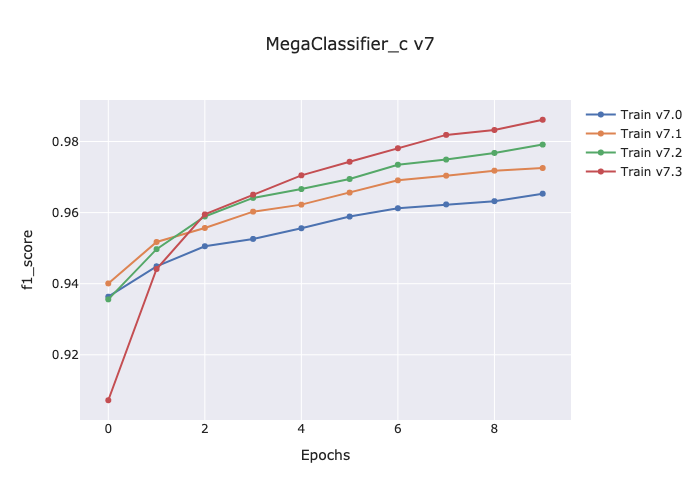 MegaClassifier_c v7
Train v7.0
Train v7.1
Train v7.2
Train v7.3
0.98
0.96
0.94
0.92
f1_score
0 2 4 6 8
Epochs